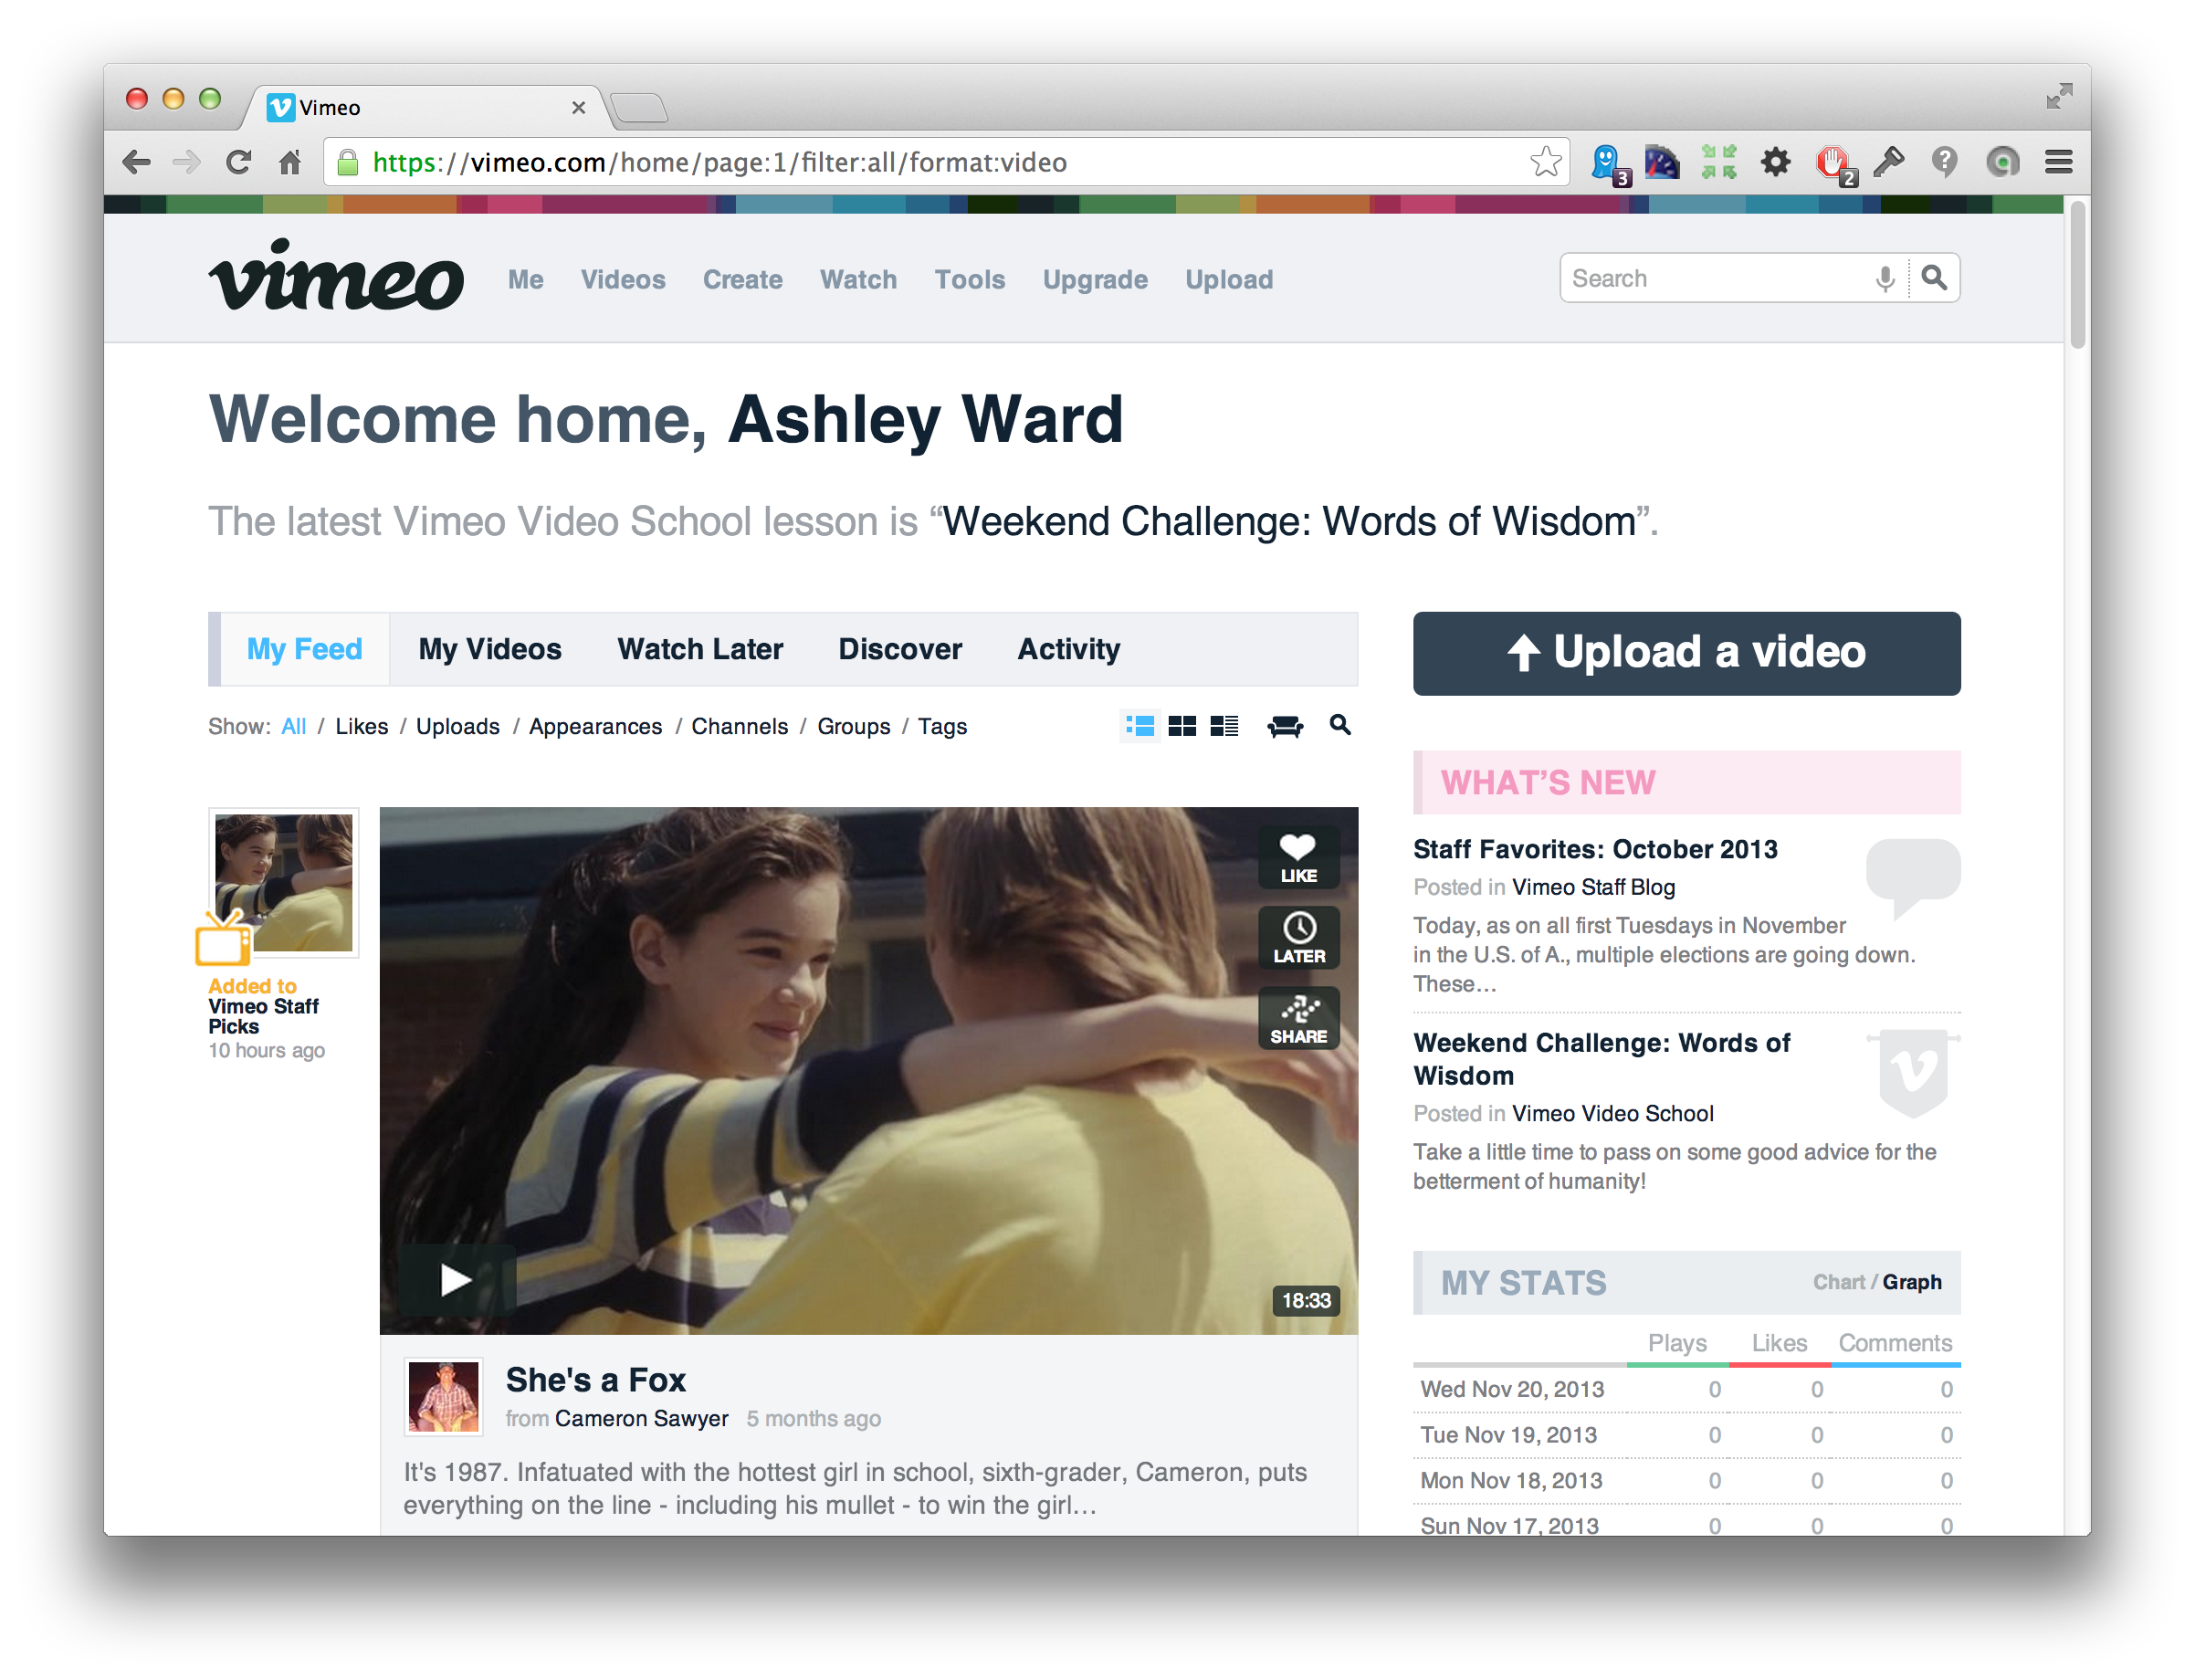 Vimeo
https://vimeo.com/home/page:1/filter:all/format:video
3
2
vimeo
Me Videos Create Watch Tools Upgrade Upload
Search
Welcome home, Ashley Ward
The latest Vimeo Video School lesson is “Weekend Challenge: Words of Wisdom”.
My Feed My Videos Watch Later Discover Activity
Show: All / Likes / Uploads / Appearances / Channels / Groups / Tags
Added to
Vimeo Staff
Picks
10 hours ago
LIKE
LATER
SHARE
18:33
She's a Fox
from Cameron Sawyer 5 months ago
It's 1987. Infatuated with the hottest girl in school, sixth-grader, Cameron, puts
everything on the line - including his mullet - to win the girl…
Upload a video
WHAT’S NEW
Staff Favorites: October 2013
Posted in Vimeo Staff Blog
Today, as on all first Tuesdays in November
in the U.S. of A., multiple elections are going down.
These…
Weekend Challenge: Words of
Wisdom
Posted in Vimeo Video School
Take a little time to pass on some good advice for the
betterment of humanity!
MY STATS Chart / Graph
Plays Likes Comments
Wed Nov 20, 2013 0 0 0
Tue Nov 19, 2013 0 0 0
Mon Nov 18, 2013 0 0 0
Sun Nov 17, 2013 0 0 0